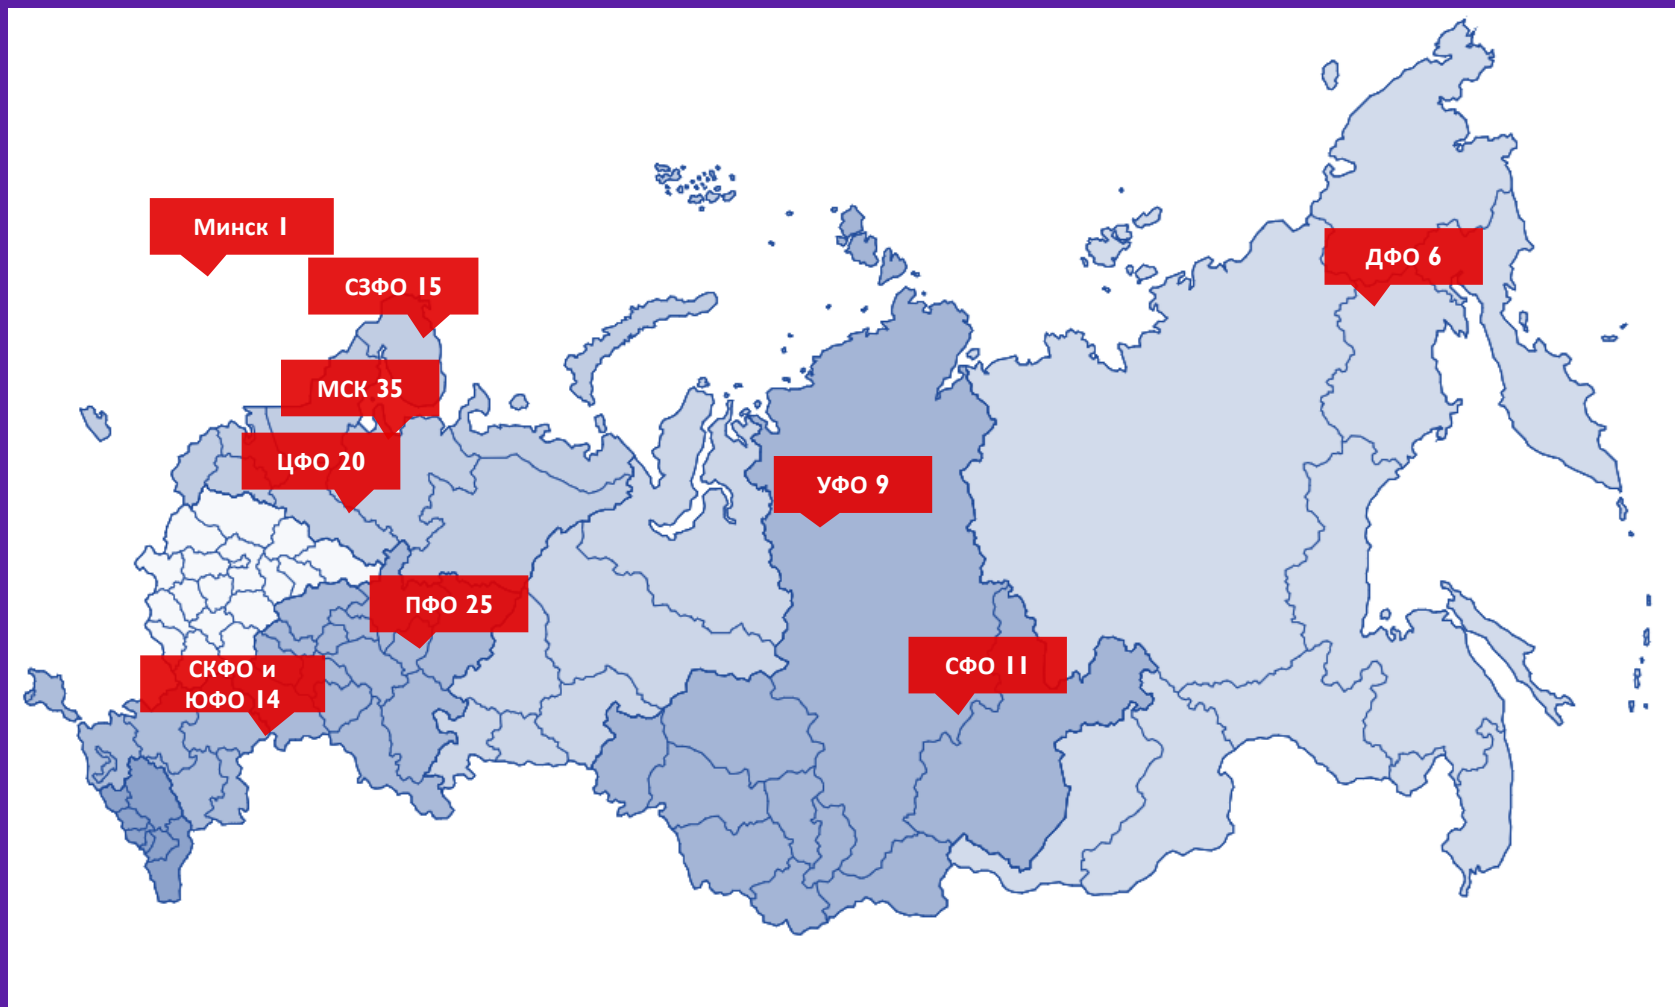 Минск 1
СЗФО 15
ДФО 6
МСК 35
ЦФО 20
УФО 9
ПФО 25
СФО 11
СКФО и
ЮФО 14